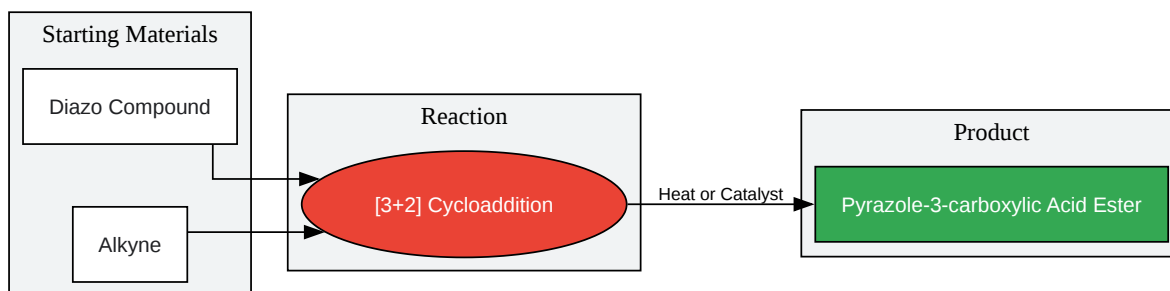 Starting Materials
Diazo Compound
Alkyne
Reaction
[3+2] Cycloaddition
Heat or Catalyst
Product
Pyrazole-3-carboxylic Acid Ester